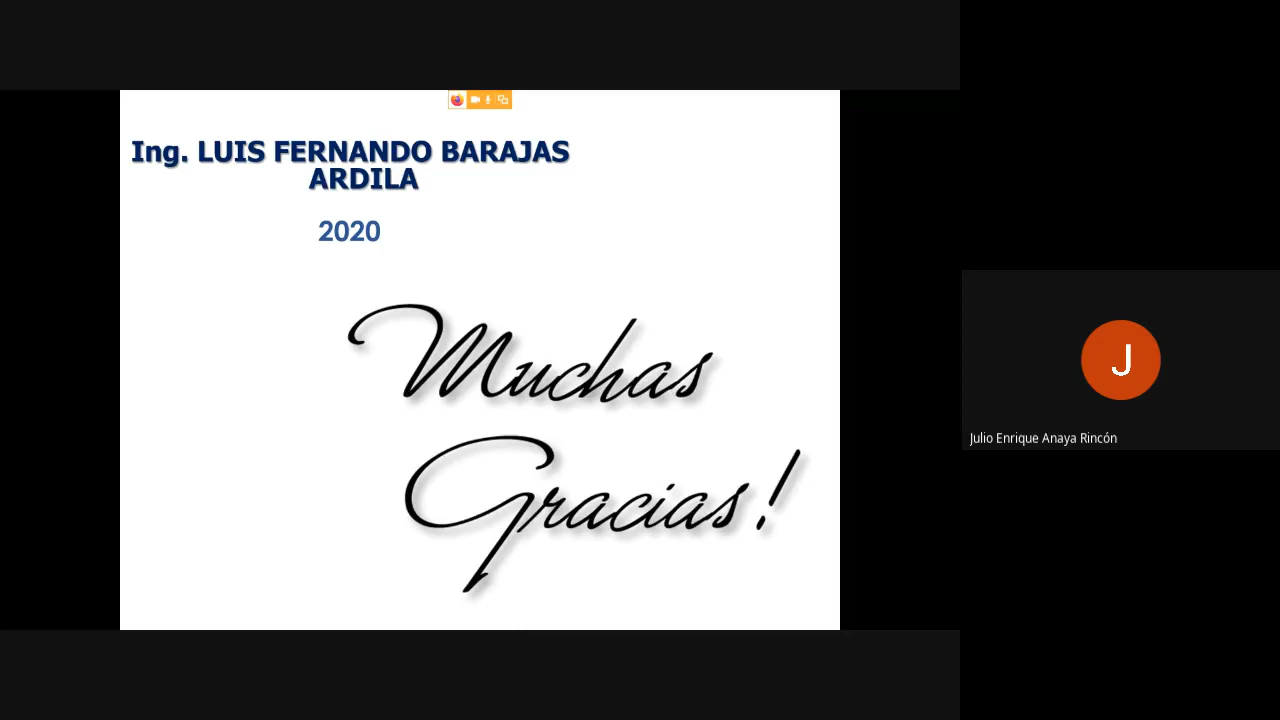 Ing. LUIS FERNANDO BARAJAS
ARDILA
2020
Muchas
Gracias!
J
Julio Enrique Anaya Rincón